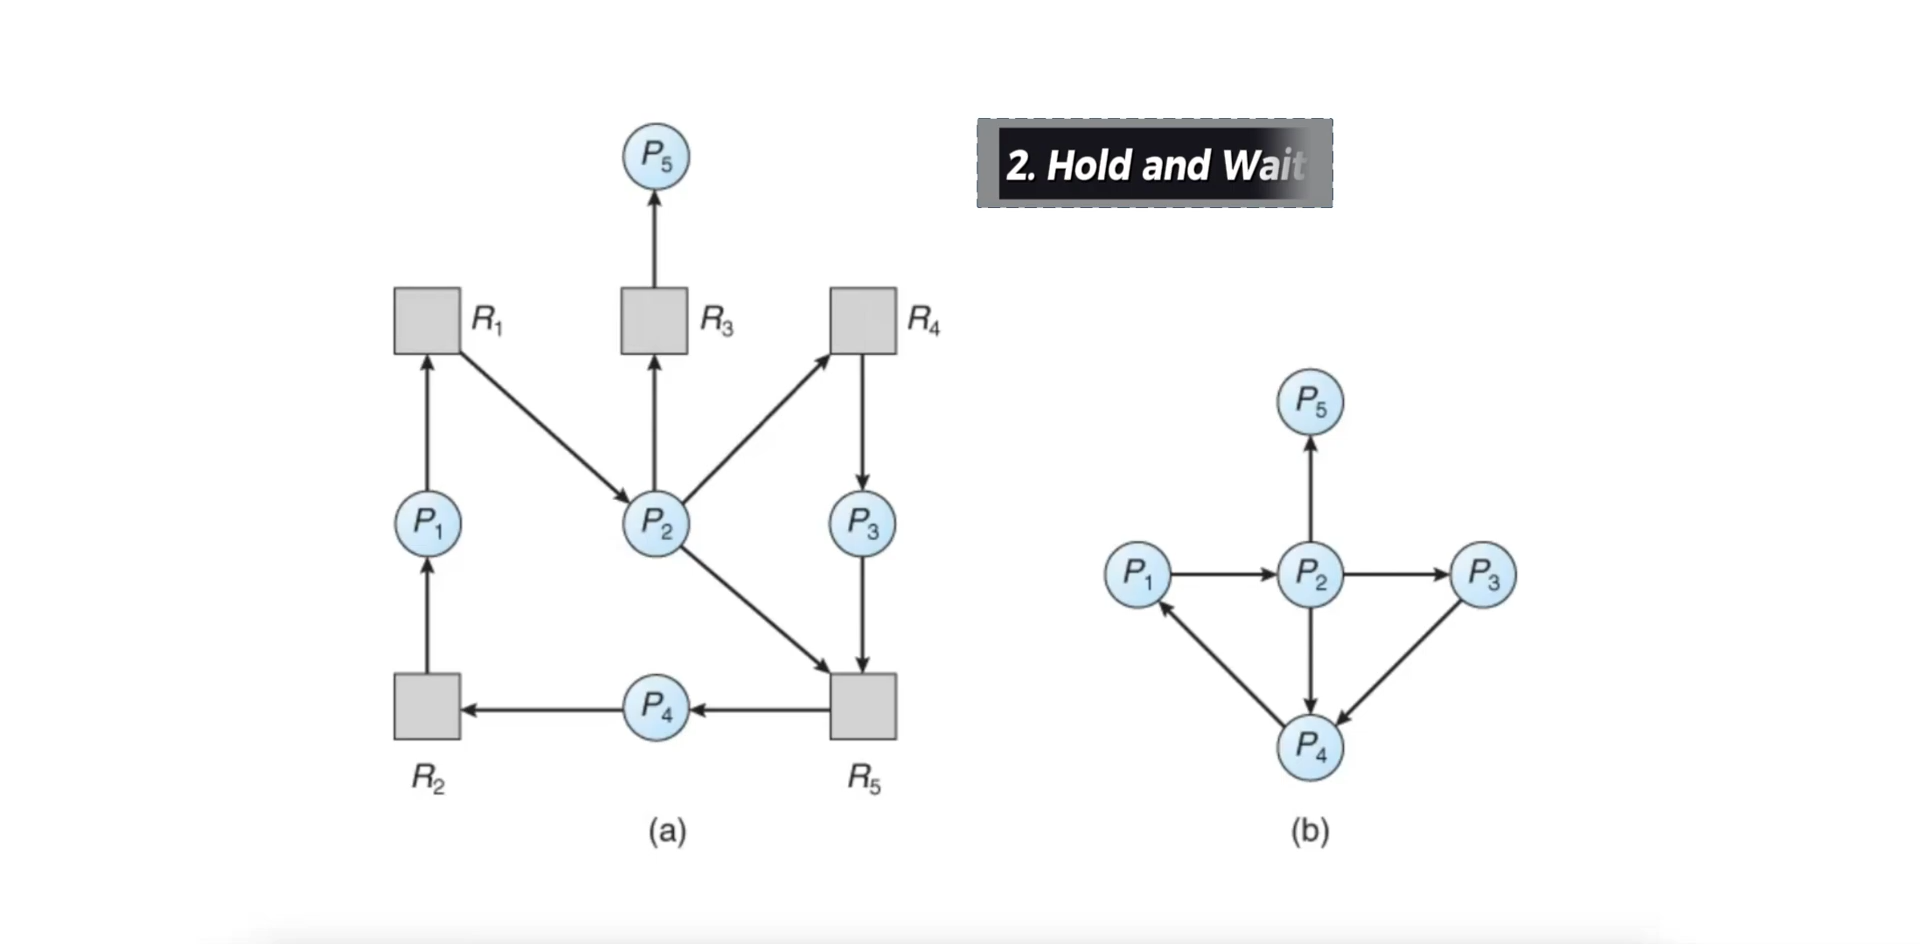 P5
2. Hold and Wait
R1
R3
R4
P5
P1
P2
P3
P1
P2
P3
P4
P4
R2
R5
(a)
(b)